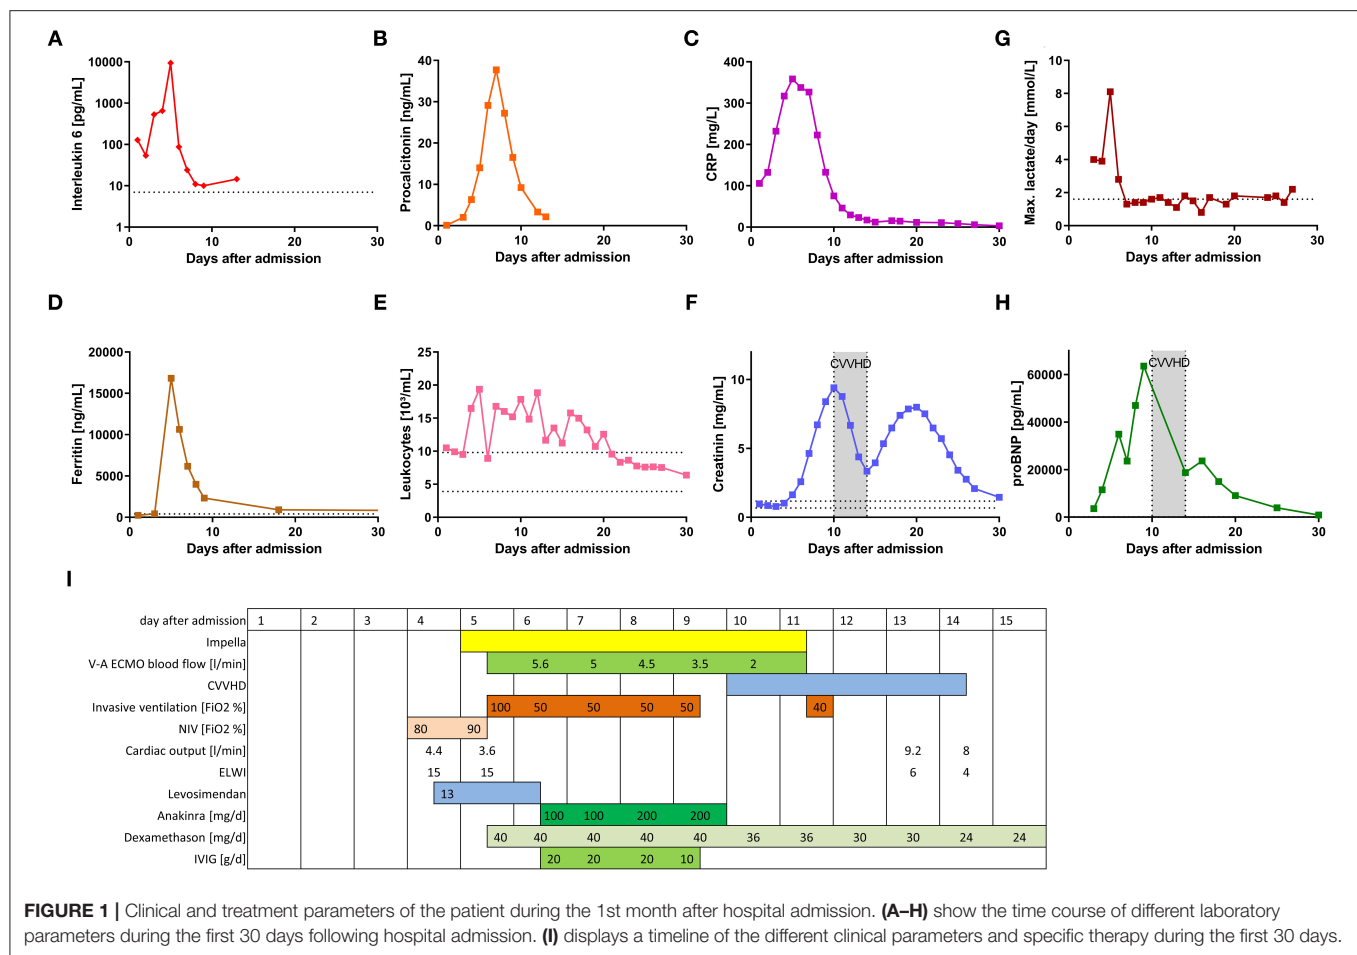 A
Interleukin 6 [pg/mL]
10000
1000
100
10
1
0 10 20 30
Days after admission
B
Procalcitonin [ng/mL]
40
30
20
10
0
0 10 20 30
Days after admission
C
CRP [mg/L]
400
300
200
100
0
0 10 20 30
Days after admission
G
Max. lactate/day [mmol/L]
10
8
6
4
2
0
0 10 20 30
Days after admission
D
Ferritin [ng/mL]
20000
15000
10000
5000
0
0 10 20 30
Days after admission
E
Leukocytes [10³/mL]
25
20
15
10
5
0
0 10 20 30
Days after admission
F
Creatinin [mg/mL]
CVVHD
10
5
0
0 10 20 30
Days after admission
H
proBNP [pg/mL]
CVVHD
60000
40000
20000
0
0 10 20 30
Days after admission
I
day after admission 1 2 3 4 5 6 7 8 9 10 11 12 13 14 15
Impella
V-A ECMO blood flow [l/min] 5.6 5 4.5 3.5 2
CVVHD
Invasive ventilation [FiO2 %] 100 50 50 50 50 40
NIV [FiO2 %] 80 90
Cardiac output [l/min] 4.4 3.6 9.2 8
ELWI 15 15 6 4
Levosimendan 13
Anakinra [mg/d] 100 100 200 200
Dexamethason [mg/d] 40 40 40 40 40 36 36 30 30 24 24
IVIG [g/d] 20 20 20 10
FIGURE 1 | Clinical and treatment parameters of the patient during the 1st month after hospital admission. (A–H) show the time course of different laboratory
parameters during the first 30 days following hospital admission. (I) displays a timeline of the different clinical parameters and specific therapy during the first 30 days.